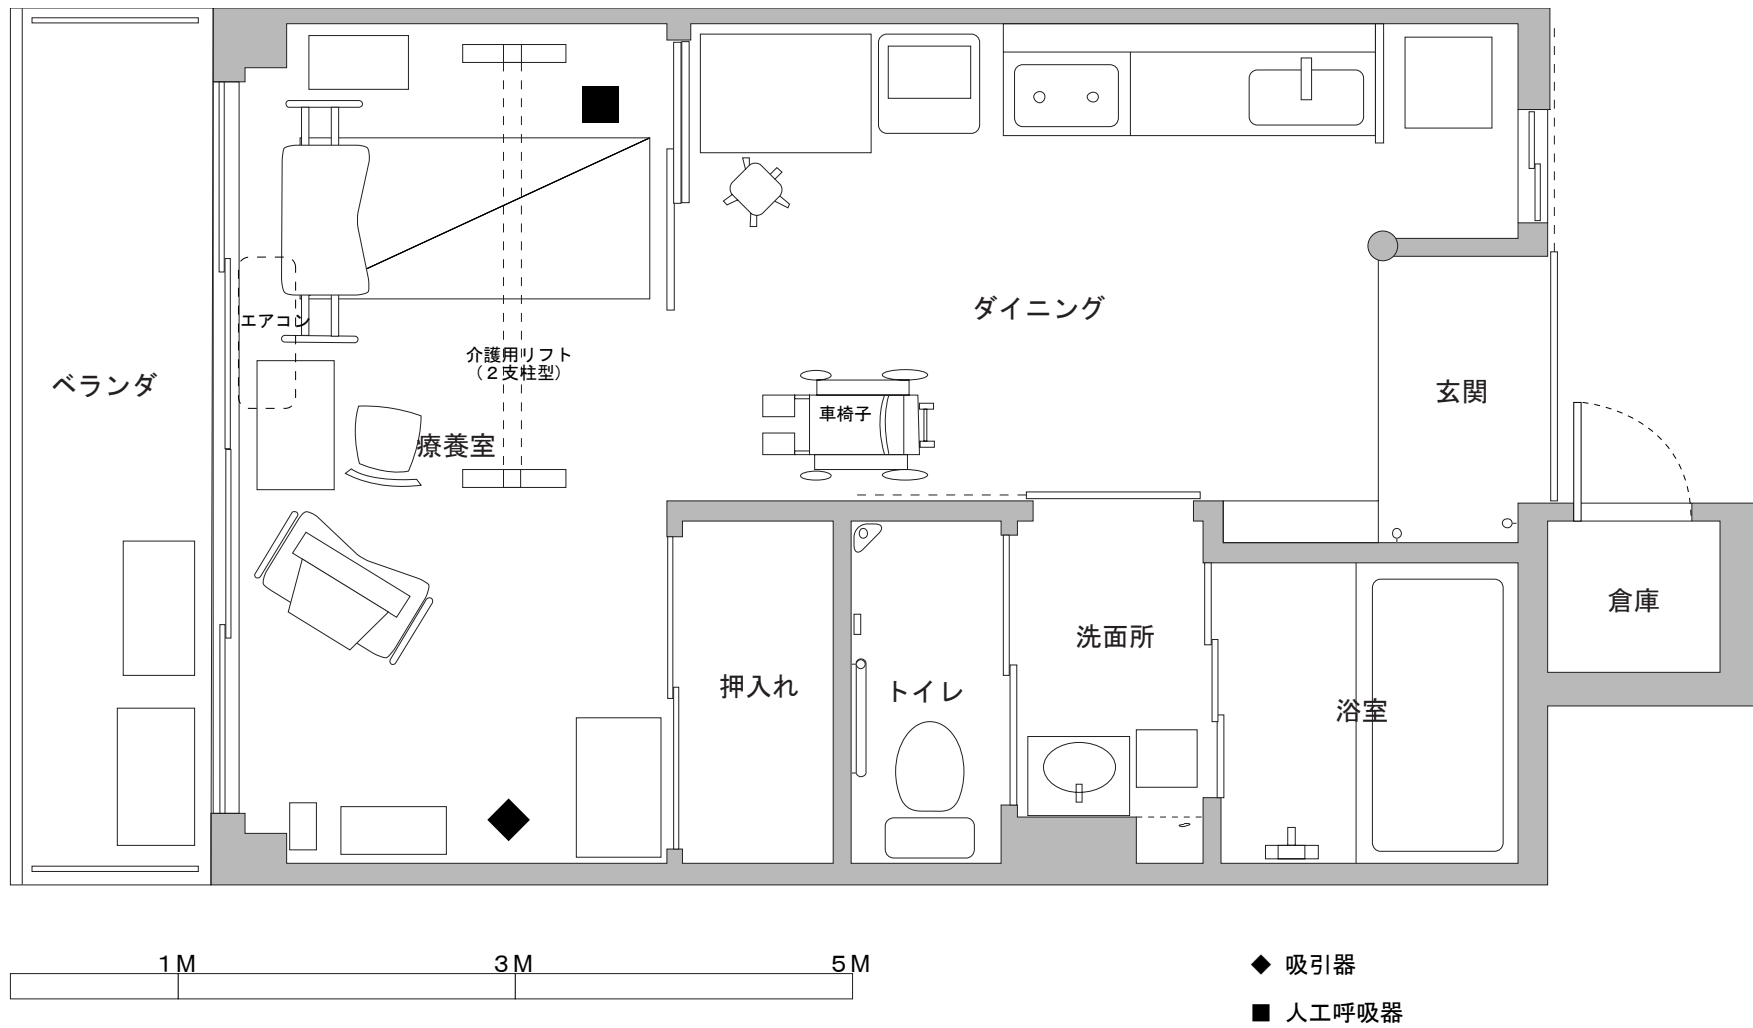 ダイニング
エアコン
介護用リフト
（２支柱型）
ベランダ
玄関
車椅子
療養室
倉庫
洗面所
押入れ
トイレ
浴室
１Ｍ
３Ｍ
５Ｍ
◆ 吸引器
■ 人工呼吸器